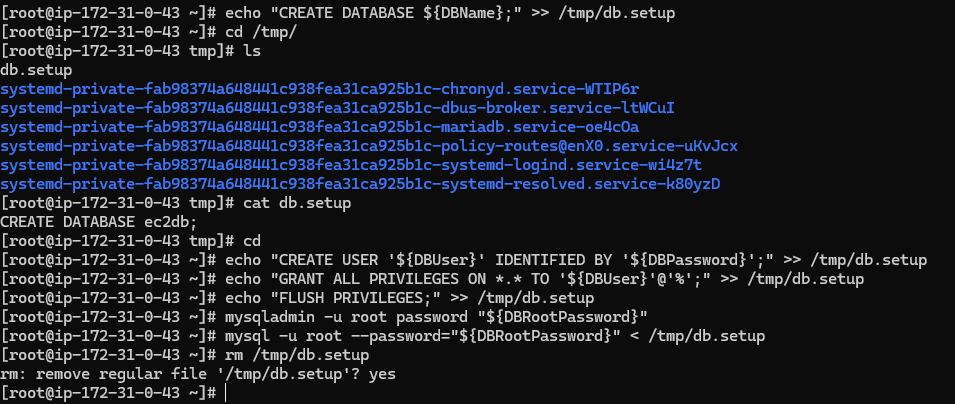 [root@ip-172-31-0-43 ~]# echo "CREATE DATABASE ${DBName};" >> /tmp/db.setup
[root@ip-172-31-0-43 ~]# cd /tmp/
[root@ip-172-31-0-43 tmp]# ls
db.setup
systemd-private-fab98374a648441c938fea31ca925b1c-chronyd.service-WTIP6r
systemd-private-fab98374a648441c938fea31ca925b1c-dbus-broker.service-ltWCuI
systemd-private-fab98374a648441c938fea31ca925b1c-mariadb.service-oe4cOa
systemd-private-fab98374a648441c938fea31ca925b1c-policy-routes@enX0.service-uKvJcx
systemd-private-fab98374a648441c938fea31ca925b1c-systemd-logind.service-wi4z7t
systemd-private-fab98374a648441c938fea31ca925b1c-systemd-resolved.service-k80yzD
[root@ip-172-31-0-43 tmp]# cat db.setup
CREATE DATABASE ec2db;
[root@ip-172-31-0-43 tmp]# cd
[root@ip-172-31-0-43 ~]# echo "CREATE USER '${DBUser}' IDENTIFIED BY '${DBPassword}';" >> /tmp/db.setup
[root@ip-172-31-0-43 ~]# echo "GRANT ALL PRIVILEGES ON *.* TO '${DBUser}'@'%';" >> /tmp/db.setup
[root@ip-172-31-0-43 ~]# echo "FLUSH PRIVILEGES;" >> /tmp/db.setup
[root@ip-172-31-0-43 ~]# mysqladmin -u root password "${DBRootPassword}"
[root@ip-172-31-0-43 ~]# mysql -u root --password="${DBRootPassword}" < /tmp/db.setup
[root@ip-172-31-0-43 ~]# rm /tmp/db.setup
rm: remove regular file '/tmp/db.setup'? yes
[root@ip-172-31-0-43 ~]#